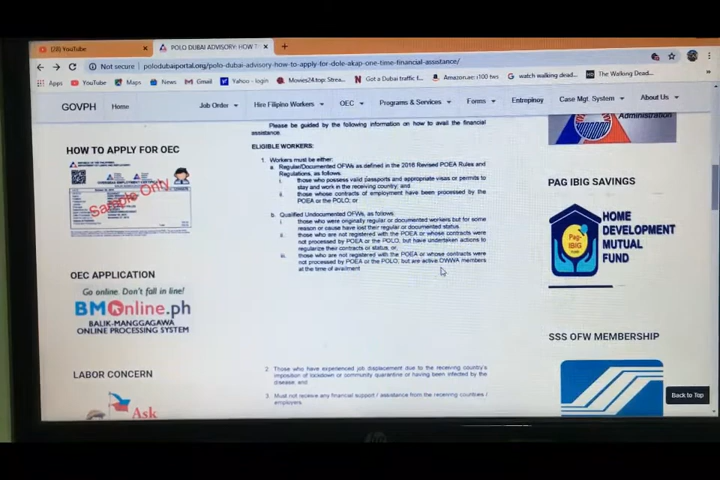 (28) YouTube
POLO DUBAI ADVISORY: HOW T
Not secure | polodubaiportal.org/polo-dubai-advisory-how-to-apply-for-dole-akap-one-time-financial-assistance/
Apps YouTube Maps News Gmail Yahoo - login Movies24.top: Strea... Got a Dubai traffic f... Amazon.ae: c100 tws watch walking dead... The Walking Dead...
GOVPH Home Job Order Hire Filipino Workers OEC Programs & Services Forms Entrepinoy Case Mgt. System About Us
Please be guided by the following information on how to avail the financial
assistance.
ELIGIBLE WORKERS:
1. Workers must be either:
a. Regular/Documented OFWs as defined in the 2016 Revised POEA Rules and
Regulations, as follows:
i. those who possess valid passports and appropriate visas or permits to
stay and work in the receiving country; and
ii. those whose contracts of employment have been processed by the
POEA or the POLO; or
b. Qualified Undocumented OFWs, as follows:
i. those who were originally regular or documented workers but for some
reason or cause have lost their regular or documented status.
ii. those who are not registered with the POEA or whose contracts were
not processed by POEA or the POLO, but have undertaken actions to
regularize their contracts or status, or,
iii. those who are not registered with the POEA or whose contracts were
not processed by POEA or the POLO, but are active OWWA members
at the time of availment
2. Those who have experienced job displacement due to the receiving country's
imposition of lockdown or community quarantine or having been infected by the
disease; and
3. Must not receive any financial support / assistance from the receiving countries /
employers.
HOW TO APPLY FOR OEC
Sample Only
OEC APPLICATION
Go online. Don't fall in line!
BMOnline.ph
BALIK-MANGGAGAWA
ONLINE PROCESSING SYSTEM
LABOR CONCERN
Ask
Administration
PAG IBIG SAVINGS
Pag-IBIG
HOME
DEVELOPMENT
MUTUAL
FUND
SSS OFW MEMBERSHIP
Back to Top
hp